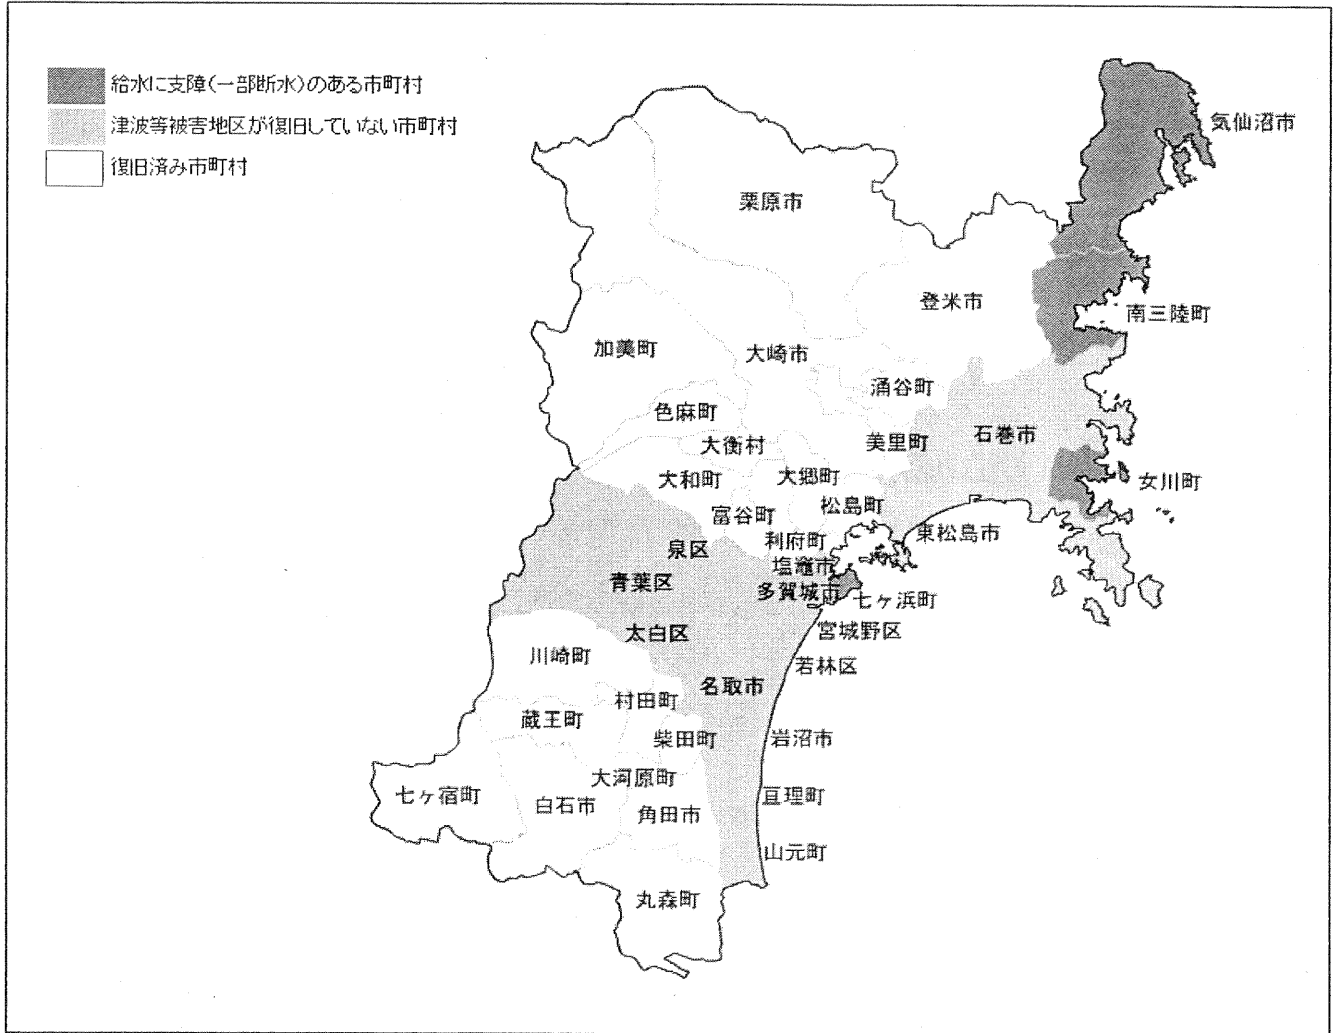 給水に支障(一部断水)のある市町村
津波等被害地区が復旧していない市町村
復旧済み市町村
気仙沼市
栗原市
登米市
南三陸町
加美町
大崎市
涌谷町
色麻町
石巻市
大衡村
美里町
大和町
大郷町
女川町
松島町
富谷町
東松島市
利府町
泉区
塩竈市
青葉区
多賀城市
七ヶ浜町
太白区
宮城野区
川崎町
若林区
名取市
村田町
蔵王町
柴田町
岩沼市
大河原町
七ヶ宿町
白石市
亘理町
角田市
山元町
丸森町